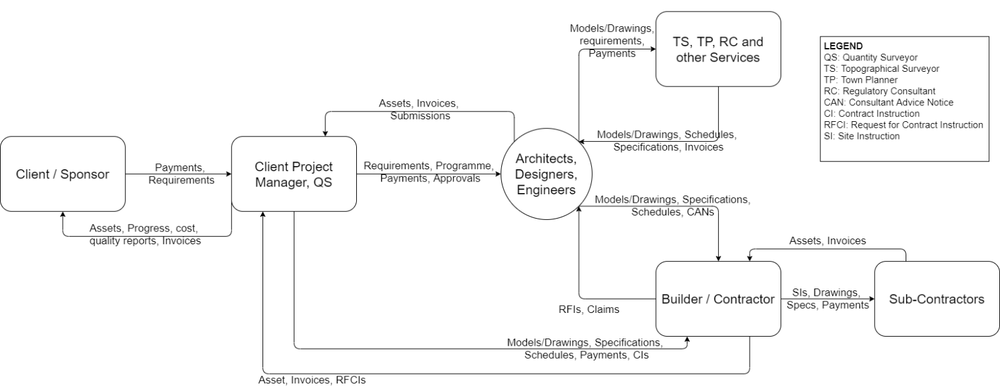 Models/Drawings,
requirements,
Payments
TS, TP, RC and
other Services
LEGEND
QS: Quantity Surveyor
TS: Topographical Surveyor
TP: Town Planner
RC: Regulatory Consultant
CAN: Consultant Advice Notice
CI: Contract Instruction
RFCI: Request for Contract Instruction
SI: Site Instruction
Assets, Invoices,
Submissions
Models/Drawings, Schedules,
Specifications, Invoices
Client / Sponsor
Payments,
Requirements
Client Project
Manager, QS
Requirements, Programme,
Payments, Approvals
Architects,
Designers,
Engineers
Models/Drawings, Specifications,
Schedules, CANs
Assets, Progress, cost,
quality reports, Invoices
Assets, Invoices
Builder / Contractor
SIs, Drawings,
Specs, Payments
Sub-Contractors
RFIs, Claims
Models/Drawings, Specifications,
Schedules, Payments, CIs
Asset, Invoices, RFCIs